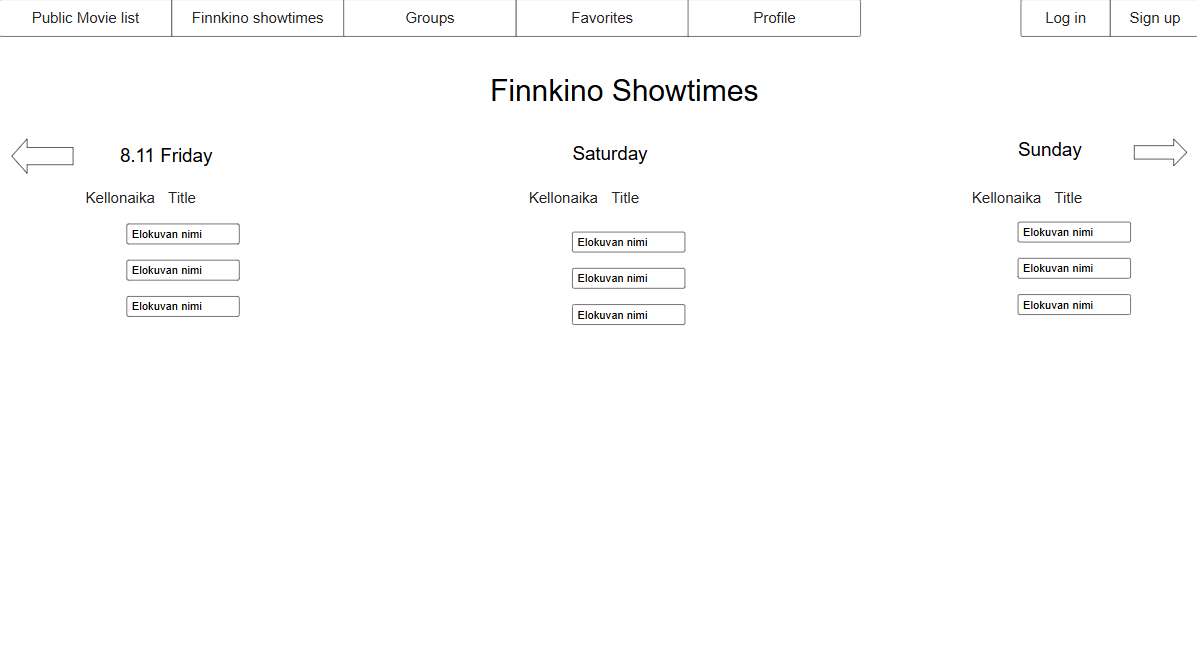 Public Movie list Finnkino showtimes Groups Favorites Profile Log in Sign up
Finnkino Showtimes
8.11 Friday
Kellonaika Title
Elokuvan nimi
Elokuvan nimi
Elokuvan nimi
Saturday
Kellonaika Title
Elokuvan nimi
Elokuvan nimi
Elokuvan nimi
Sunday
Kellonaika Title
Elokuvan nimi
Elokuvan nimi
Elokuvan nimi